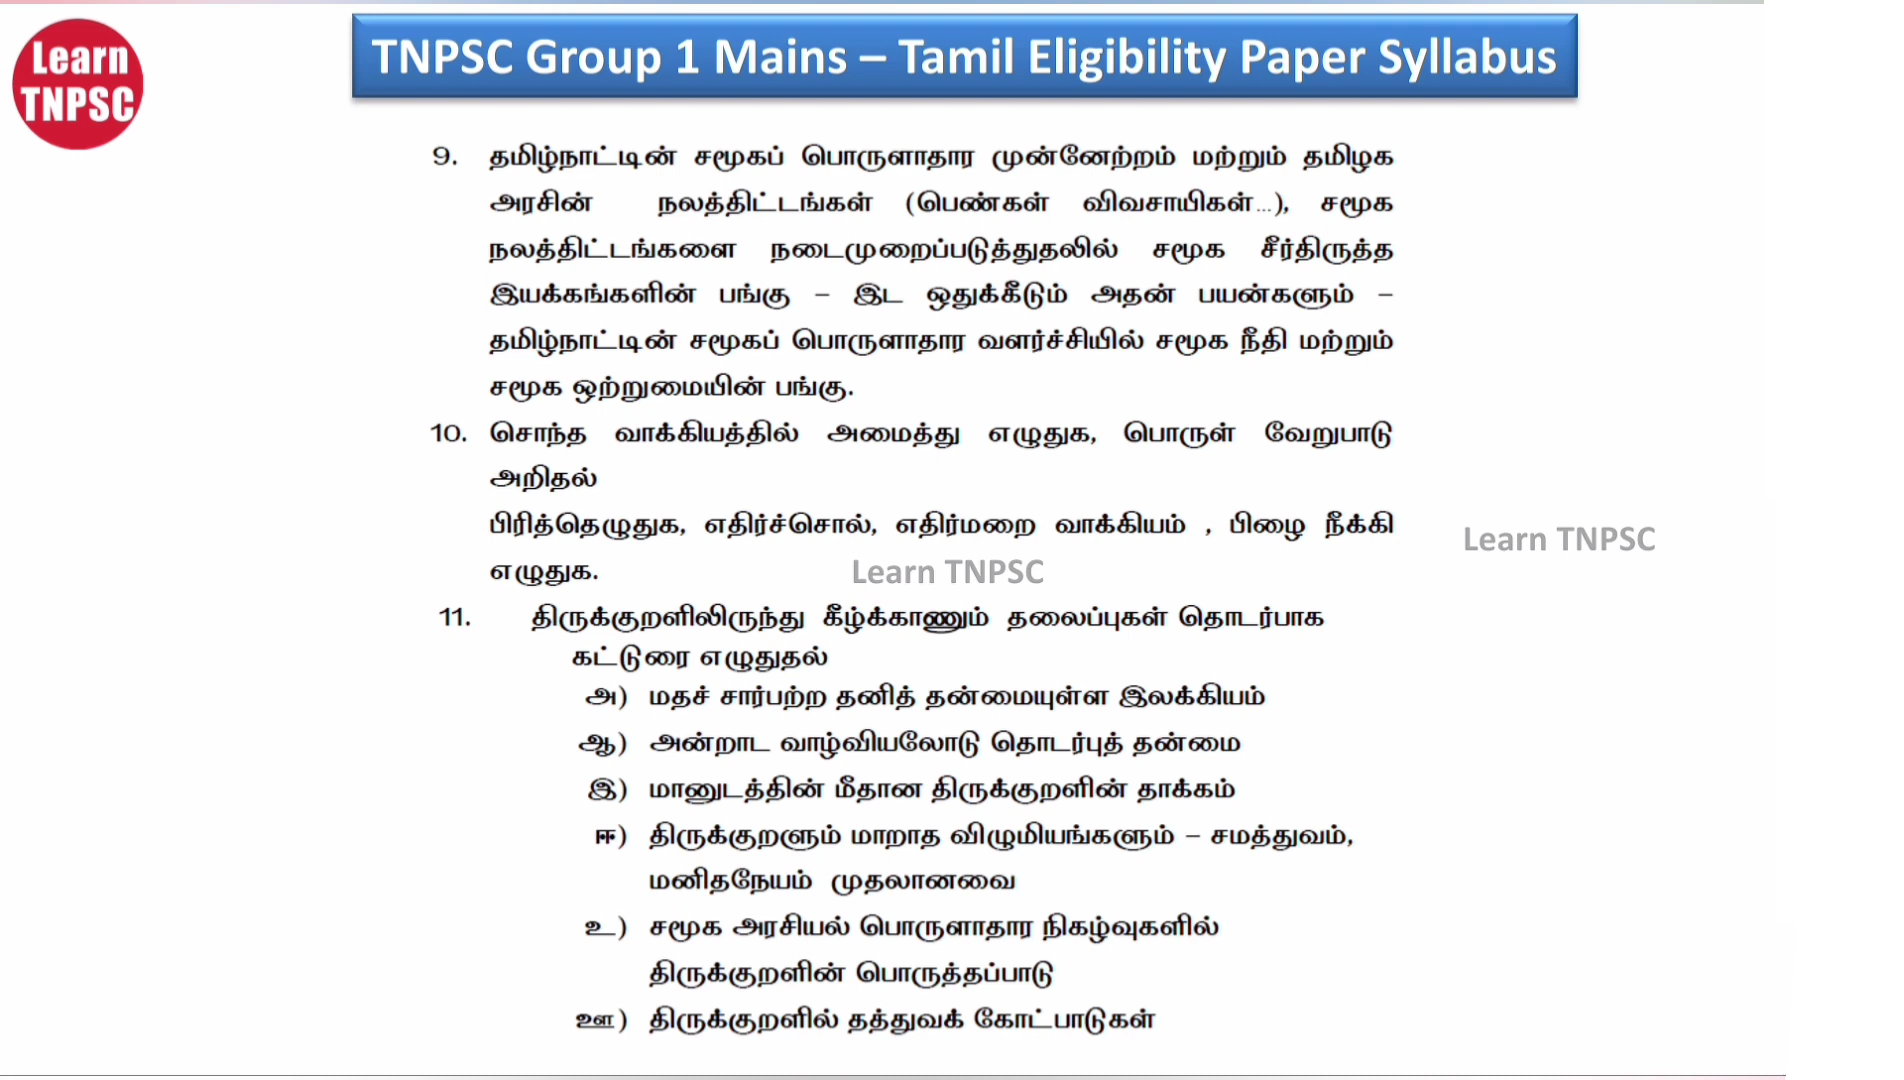 Learn
TNPSC
TNPSC Group 1 Mains – Tamil Eligibility Paper Syllabus
9. தமிழ்நாட்டின் சமூகப் பொருளாதார முன்னேற்றம் மற்றும் தமிழக
அரசின் நலத்திட்டங்கள் (பெண்கள் விவசாயிகள்...), சமூக
நலத்திட்டங்களை நடைமுறைப்படுத்துதலில் சமூக சீர்திருத்த
இயக்கங்களின் பங்கு – இட ஒதுக்கீடும் அதன் பயன்களும் –
தமிழ்நாட்டின் சமூகப் பொருளாதார வளர்ச்சியில் சமூக நீதி மற்றும்
சமூக ஒற்றுமையின் பங்கு.
10. சொந்த வாக்கியத்தில் அமைத்து எழுதுக, பொருள் வேறுபாடு
அறிதல்
பிரித்தெழுதுக, எதிர்ச்சொல், எதிர்மறை வாக்கியம் , பிழை நீக்கி
எழுதுக.
Learn TNPSC
Learn TNPSC
11. திருக்குறளிலிருந்து கீழ்க்காணும் தலைப்புகள் தொடர்பாக
கட்டுரை எழுதுதல்
அ) மதச் சார்பற்ற தனித் தன்மையுள்ள இலக்கியம்
ஆ) அன்றாட வாழ்வியலோடு தொடர்புத் தன்மை
இ) மானுடத்தின் மீதான திருக்குறளின் தாக்கம்
ஈ) திருக்குறளும் மாறாத விழுமியங்களும் – சமத்துவம்,
மனிதநேயம் முதலானவை
உ) சமூக அரசியல் பொருளாதார நிகழ்வுகளில்
திருக்குறளின் பொருத்தப்பாடு
ஊ) திருக்குறளில் தத்துவக் கோட்பாடுகள்